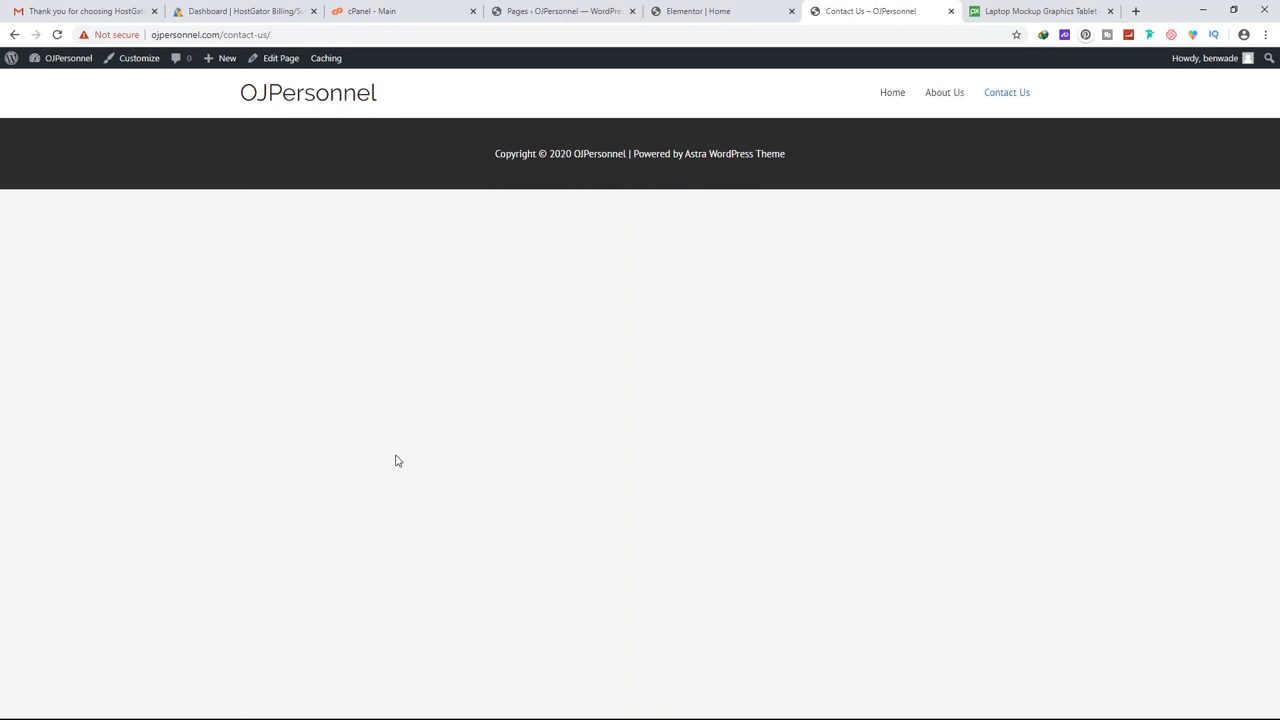 Thank you for choosing HostGat
Dashboard | HostGator Billing/Su
cPanel - Main
Pages ‹ OJPersonnel — WordPres
Elementor | Home
Contact Us – OJPersonnel
Laptop Mockup Graphics Tablet
Not secure
ojpersonnel.com/contact-us/
OJPersonnel
Customize
0
New
Edit Page
Caching
Howdy, benwade
OJPersonnel
Home
About Us
Contact Us
Copyright © 2020 OJPersonnel | Powered by Astra WordPress Theme